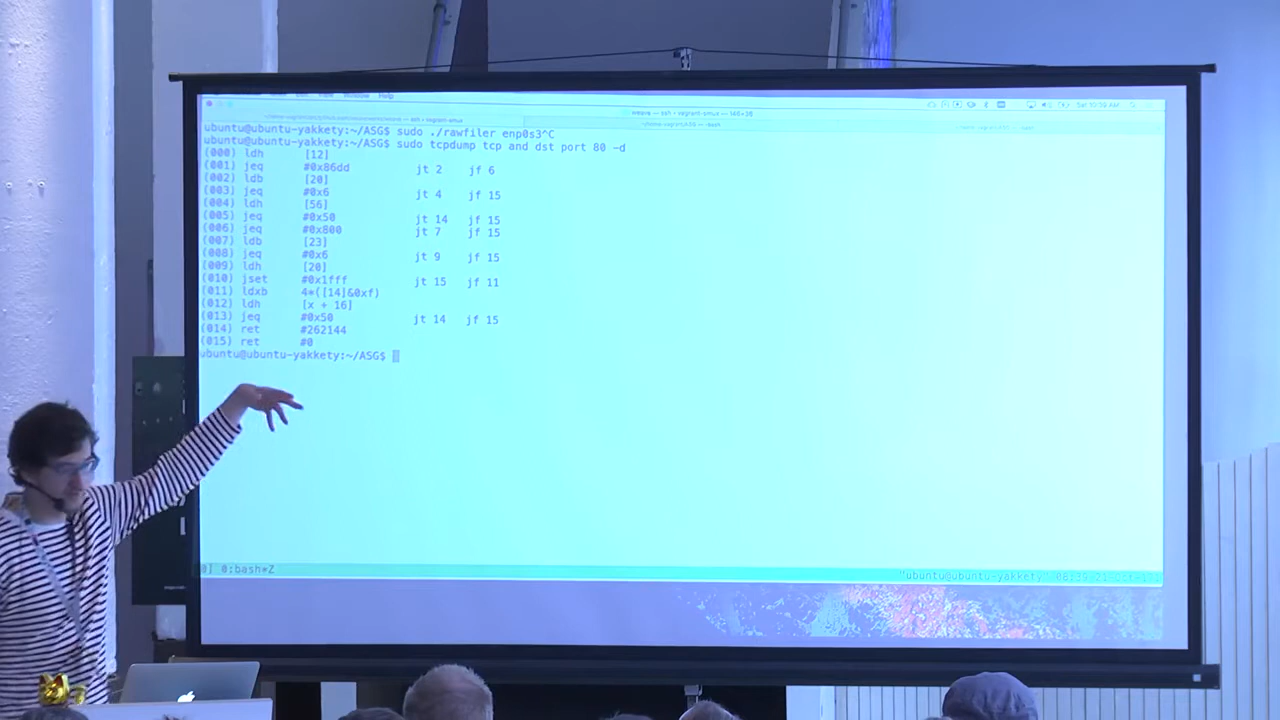 ubuntu@ubuntu-yakkety:~/ASG$ sudo ./rawfiler enp0s3^C
ubuntu@ubuntu-yakkety:~/ASG$ sudo tcpdump tcp and dst port 80 -d
(000) ldh [12]
(001) jeq #0x86dd jt 2 jf 6
(002) ldb [20]
(003) jeq #0x6 jt 4 jf 15
(004) ldh [56]
(005) jeq #0x50 jt 14 jf 15
(006) jeq #0x800 jt 7 jf 15
(007) ldb [23]
(008) jeq #0x6 jt 9 jf 15
(009) ldh [20]
(010) jset #0x1fff jt 15 jf 11
(011) ldxb 4*([14]&0xf)
(012) ldh [x + 16]
(013) jeq #0x50 jt 14 jf 15
(014) ret #262144
(015) ret #0
ubuntu@ubuntu-yakkety:~/ASG$
0] 0:bash*Z "ubuntu@ubuntu-yakkety"